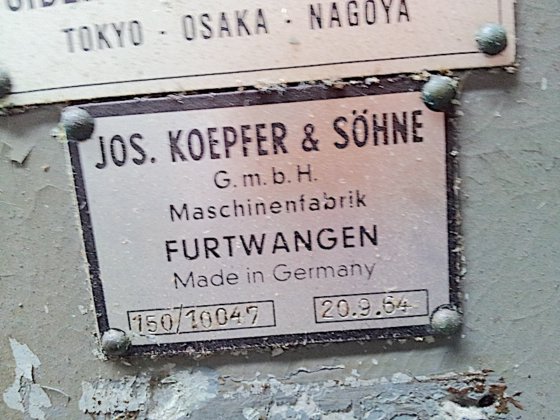 TOKYO - OSAKA - NAGOYA
JOS. KOEPFER & SÖHNE
G.m.b.H.
Maschinenfabrik
FURTWANGEN
Made in Germany
150/10047 20.9.64